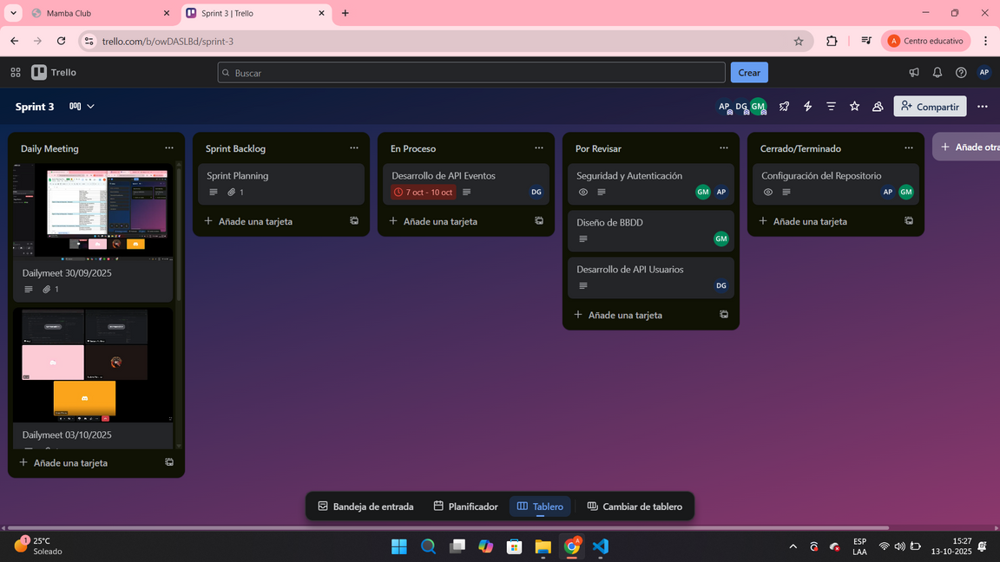 Mamba Club
Sprint 3 | Trello
trello.com/b/owDASLBd/sprint-3
A
Centro educativo
Trello
Buscar
Crear
AP
Sprint 3
AP DG GM
Compartir
Daily Meeting
Dailymeet 30/09/2025
1
Dailymeet 03/10/2025
Añade una tarjeta
Sprint Backlog
Sprint Planning
1
Añade una tarjeta
En Proceso
Desarrollo de API Eventos
7 oct - 10 oct
DG
Añade una tarjeta
Por Revisar
Seguridad y Autenticación
GM AP
Diseño de BBDD
GM
Desarrollo de API Usuarios
DG
Añade una tarjeta
Cerrado/Terminado
Configuración del Repositorio
AP GM
Añade una tarjeta
Añade otra
Bandeja de entrada
Planificador
Tablero
Cambiar de tablero
1
25°C
Soleado
A
ESP
LAA
15:27
13-10-2025